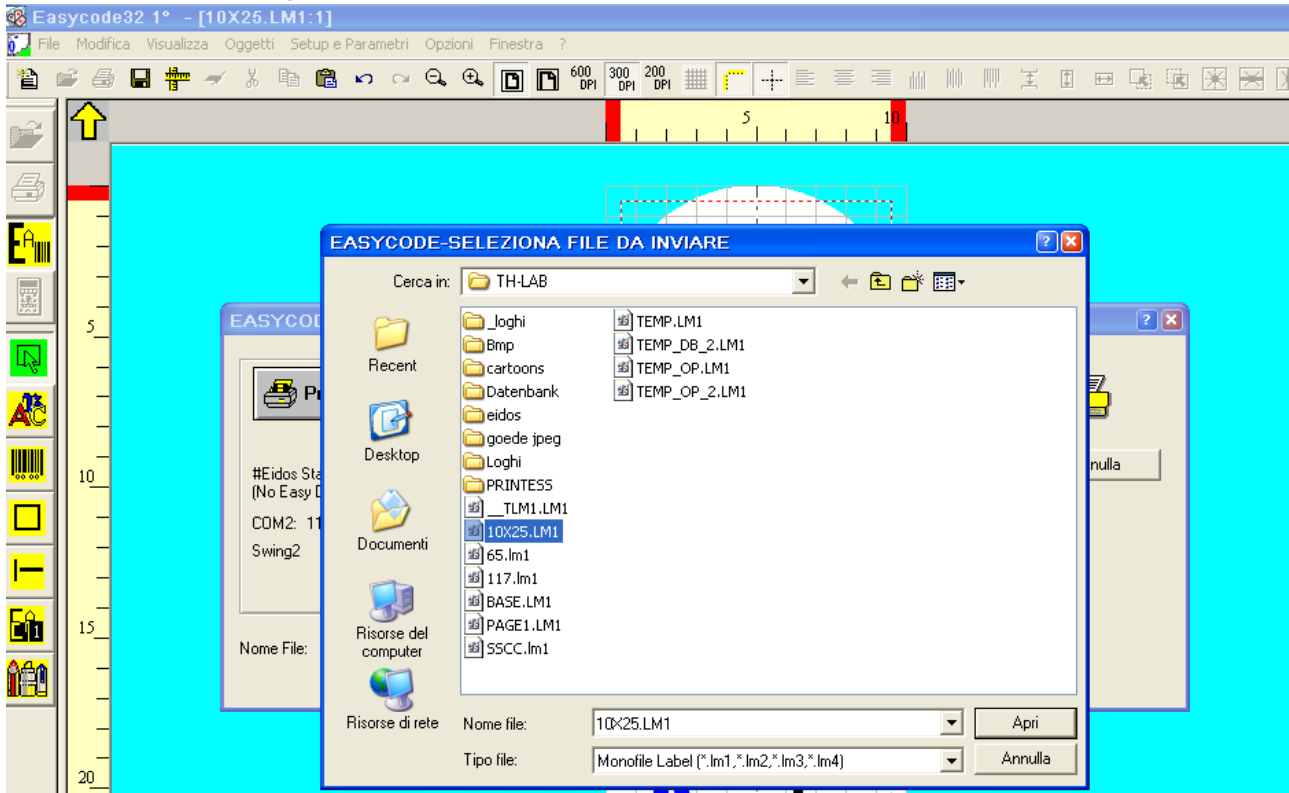 Easycode32 1° - [10X25.LM1:1]
File Modifica Visualizza Oggetti Setup e Parametri Opzioni Finestra ?
600 DPI 300 DPI 200 DPI
5 10
EASYCODE-SELEZIONA FILE DA INVIARE
Cerca in: TH-LAB
EASYCOD
5
_loghi TEMP.LM1
Bmp TEMP_DB_2.LM1
cartoons TEMP_OP.LM1
Datenbank TEMP_OP_2.LM1
eidos
goede jpeg
Loghi
PRINTESS
__TLM1.LM1
10X25.LM1
65.lm1
117.lm1
BASE.LM1
PAGE1.LM1
SSCC.lm1
Recent
Desktop
Documenti
Risorse del computer
Risorse di rete
Pr
nulla
10
#Eidos Sta
(No Easy D
COM2: 11
Swing2
15
Nome File:
Nome file: 10X25.LM1 Apri
Tipo file: Monofile Label (*.lm1,*.lm2,*.lm3,*.lm4) Annulla
20